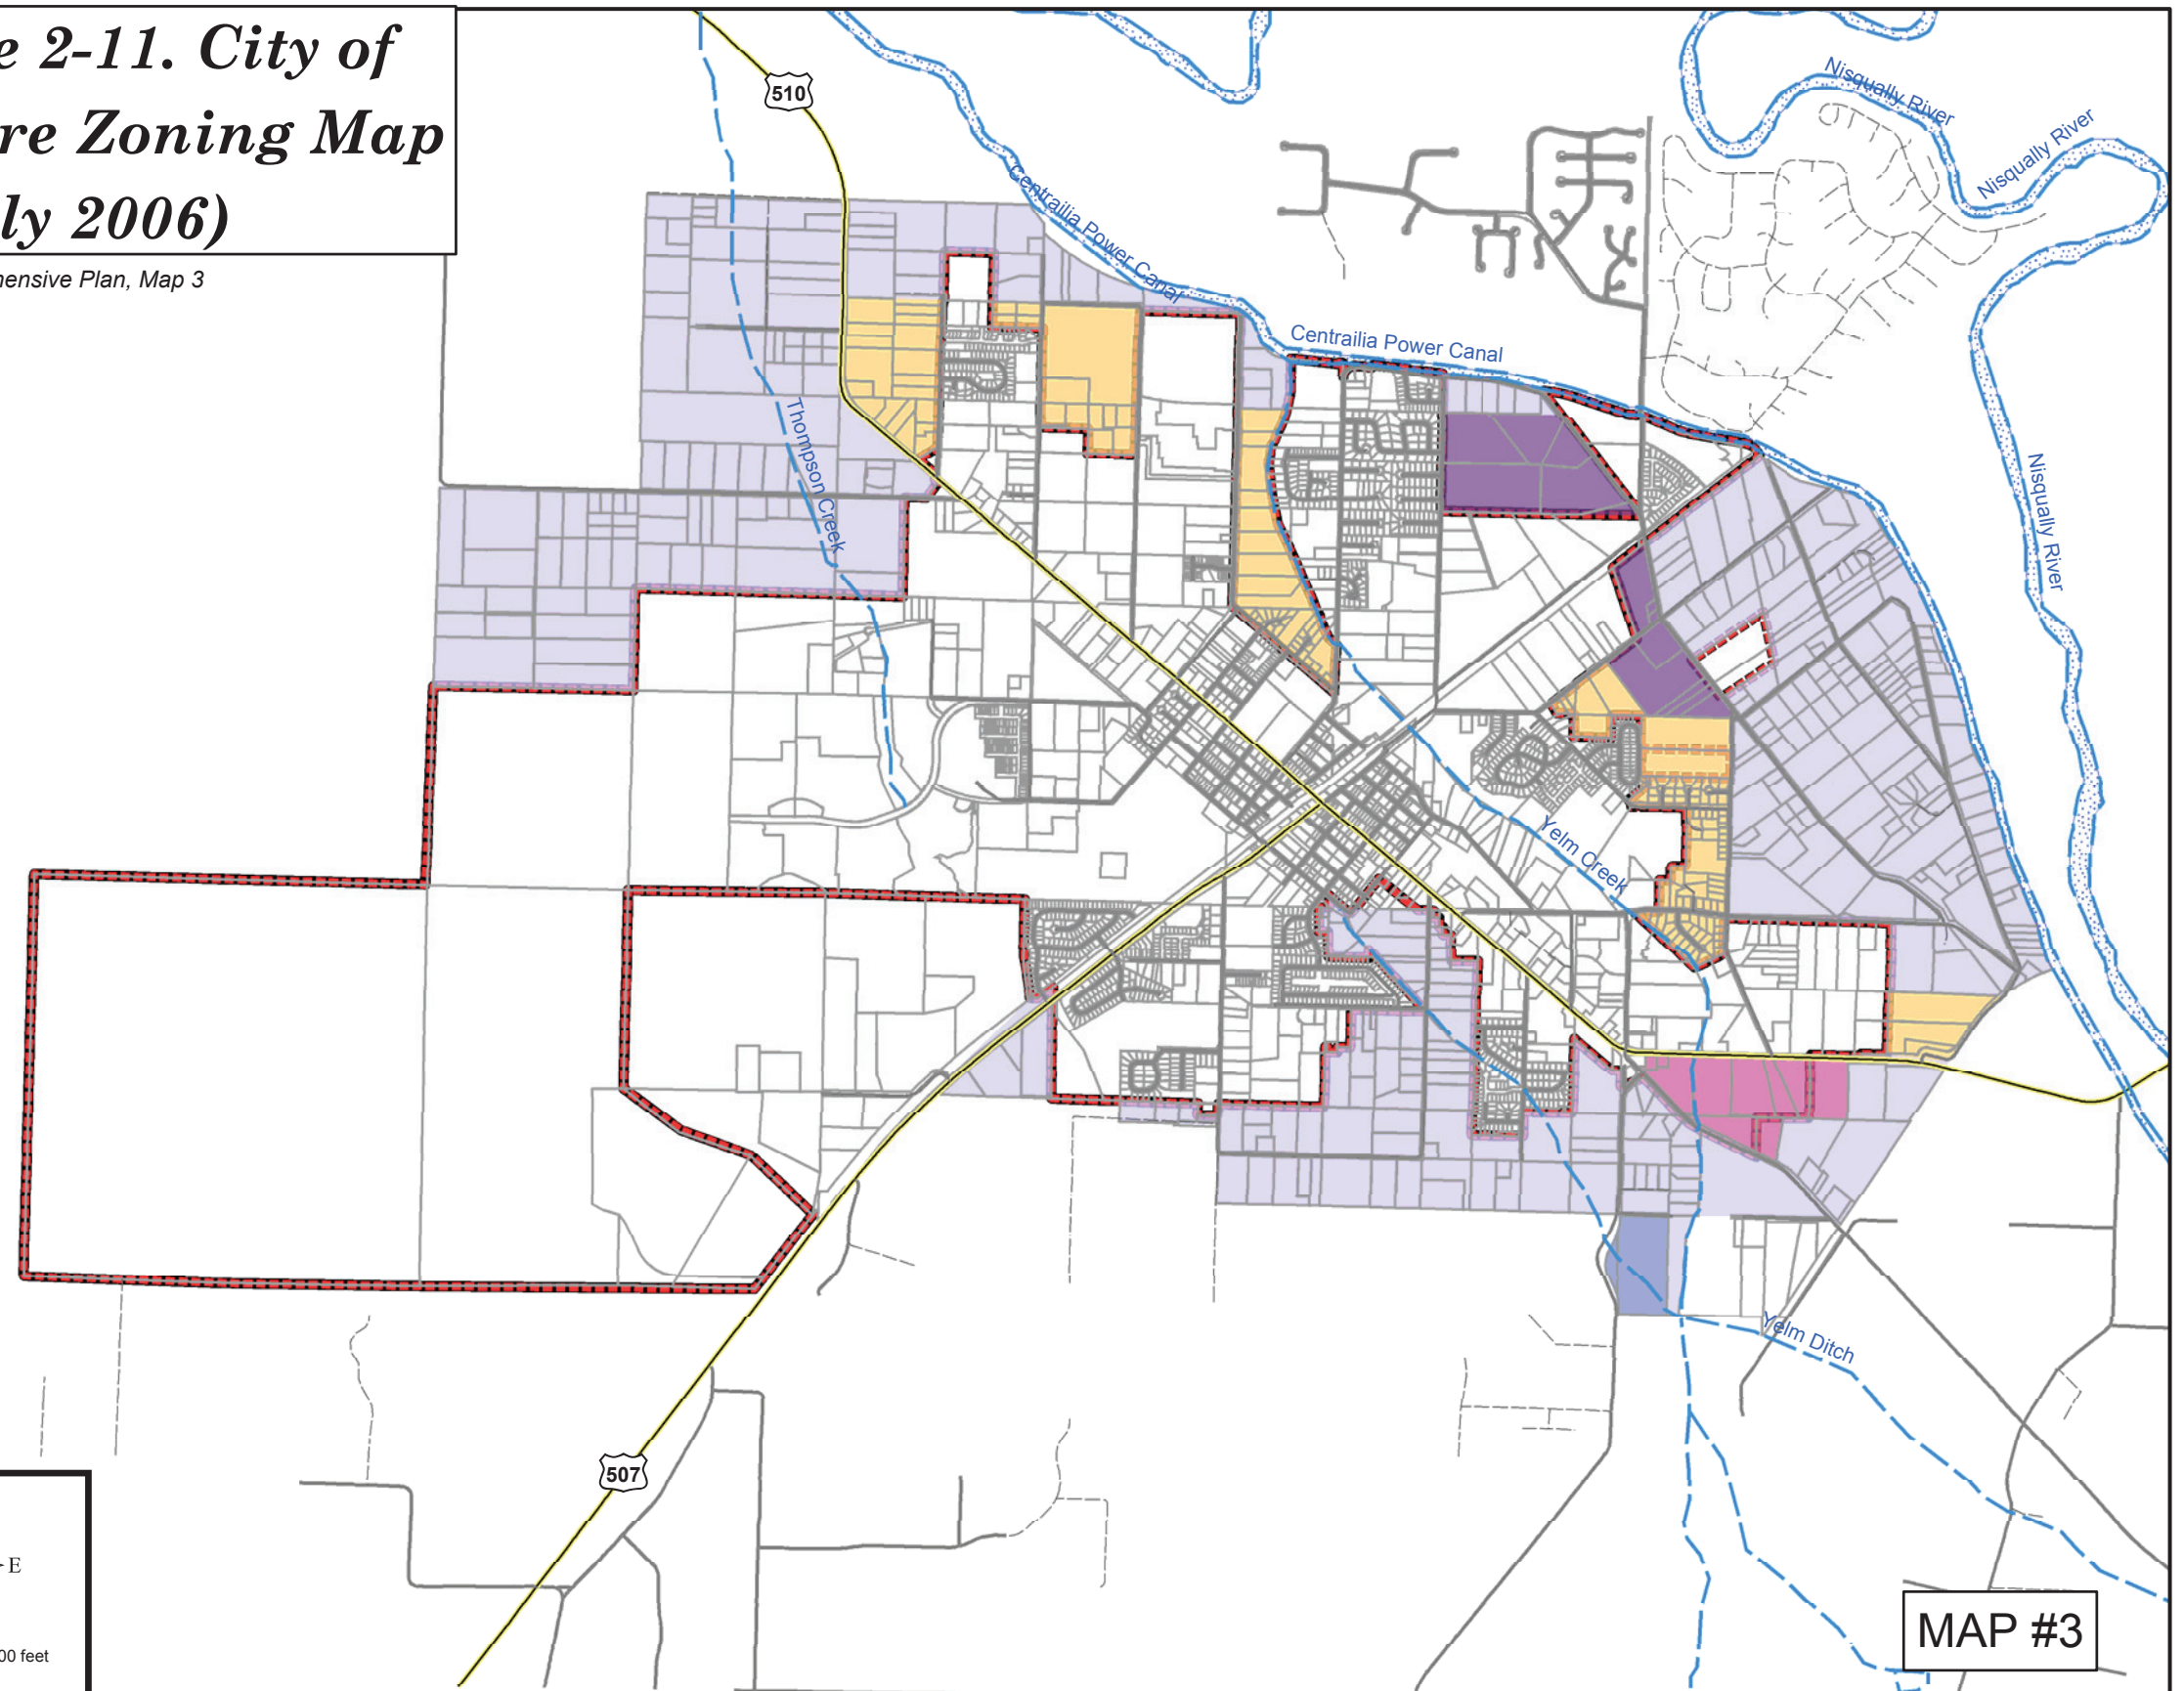 e 2-11. City of
re Zoning Map
ly 2006)
ensive Plan, Map 3
510
Nisqually River
Nisqually River
Centrailia Power Canal
Centrailia Power Canal
Thompson Creek
Nisqually River
Yelm Creek
Yelm Ditch
507
E
00 feet
MAP #3